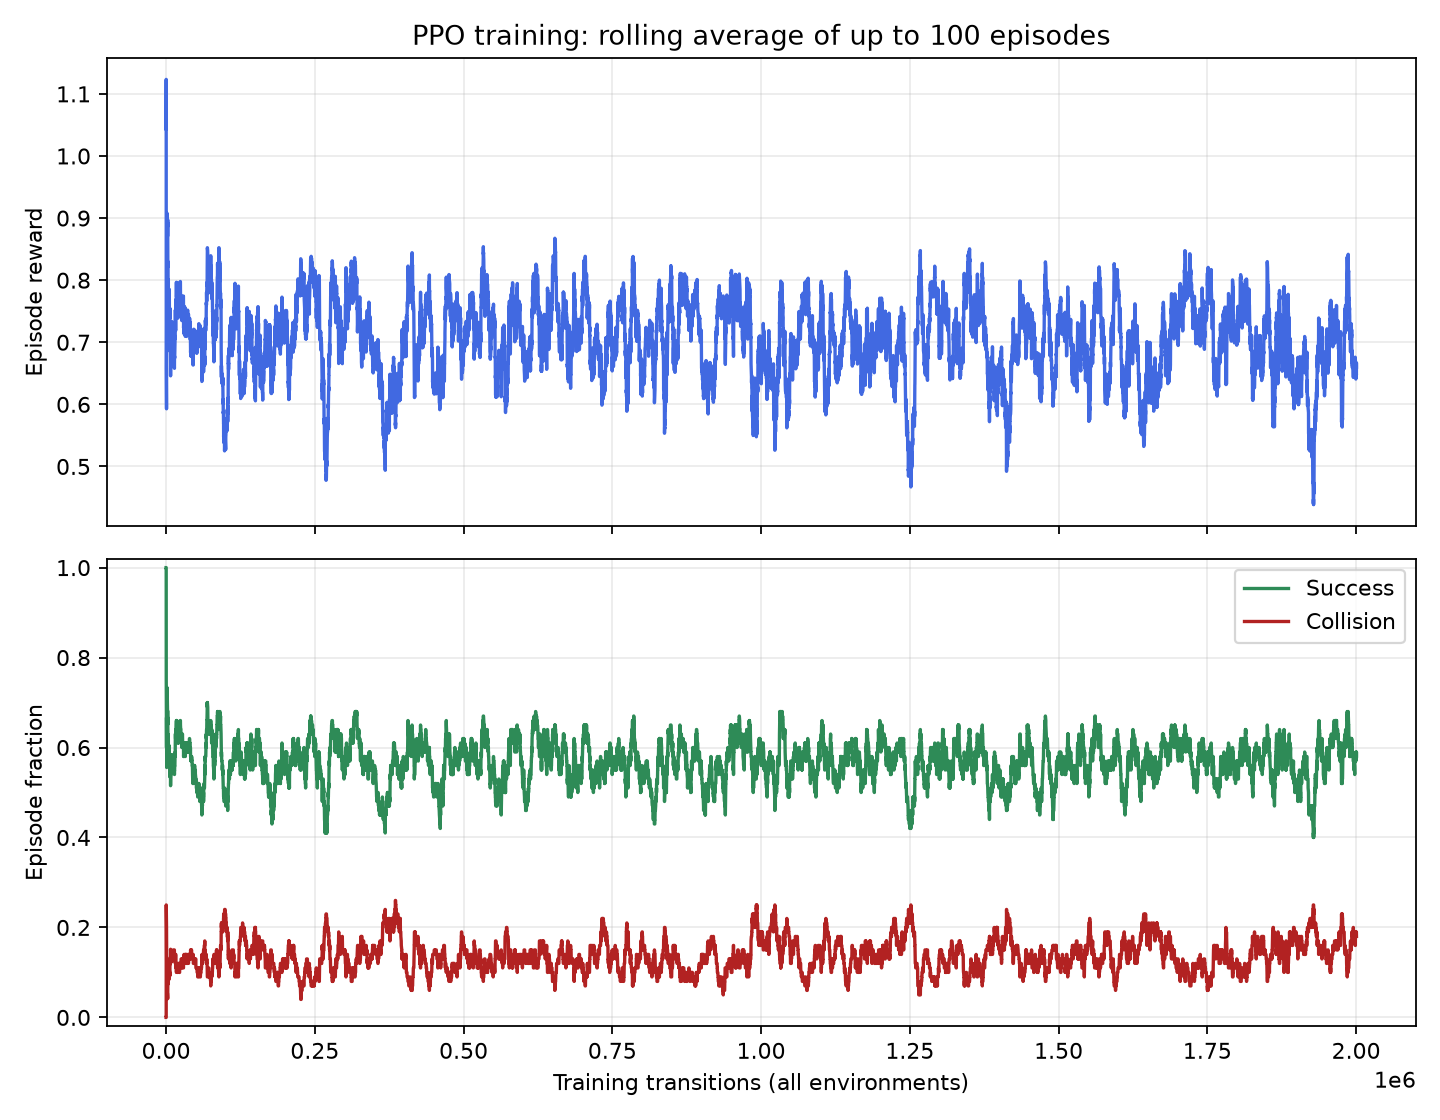 PPO training: rolling average of up to 100 episodes
1.1
1.0
0.9
0.8
0.7
0.6
0.5
Episode reward
1.0
0.8
0.6
0.4
0.2
0.0
Episode fraction
Success
Collision
0.00 0.25 0.50 0.75 1.00 1.25 1.50 1.75 2.00
1e6
Training transitions (all environments)